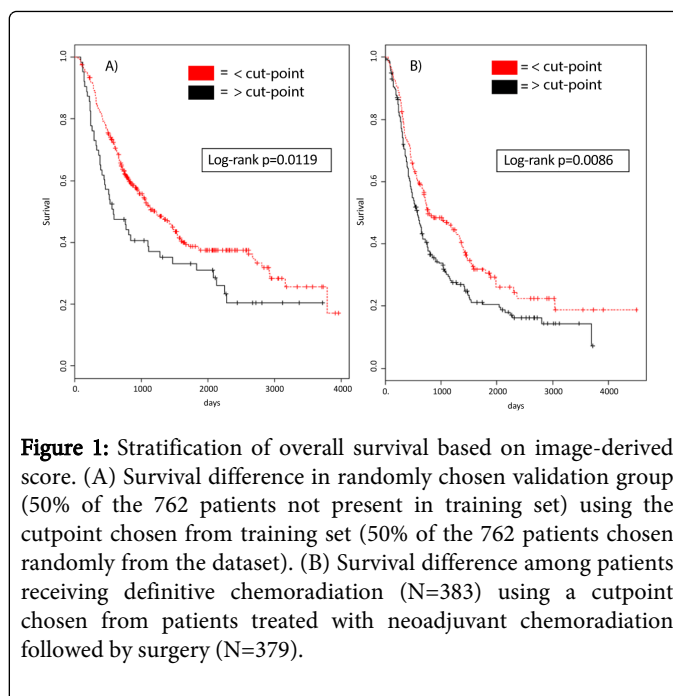 A)
= < cut-point
= > cut-point
Log-rank p=0.0119
Surival
1.0
0.8
0.6
0.4
0.2
0.0
0. 1000 2000 3000 4000
days
B)
= < cut-point
= > cut-point
Log-rank p=0.0086
Surival
1.0
0.8
0.6
0.4
0.2
0.0
0. 1000 2000 3000 4000
days
Figure 1: Stratification of overall survival based on image-derived
score. (A) Survival difference in randomly chosen validation group
(50% of the 762 patients not present in training set) using the
cutpoint chosen from training set (50% of the 762 patients chosen
randomly from the dataset). (B) Survival difference among patients
receiving definitive chemoradiation (N=383) using a cutpoint
chosen from patients treated with neoadjuvant chemoradiation
followed by surgery (N=379).